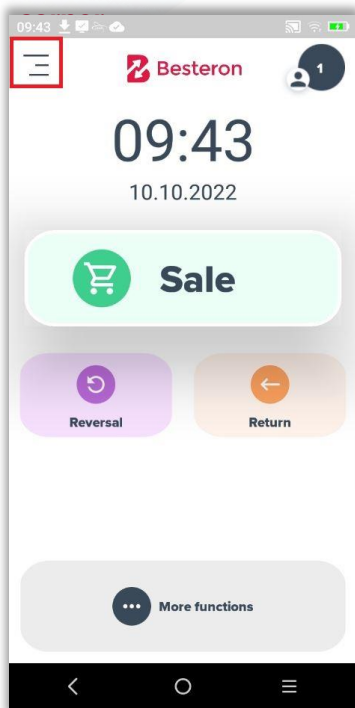 09:43
Besteron
1
09:43
10.10.2022
Sale
Reversal
Return
More functions